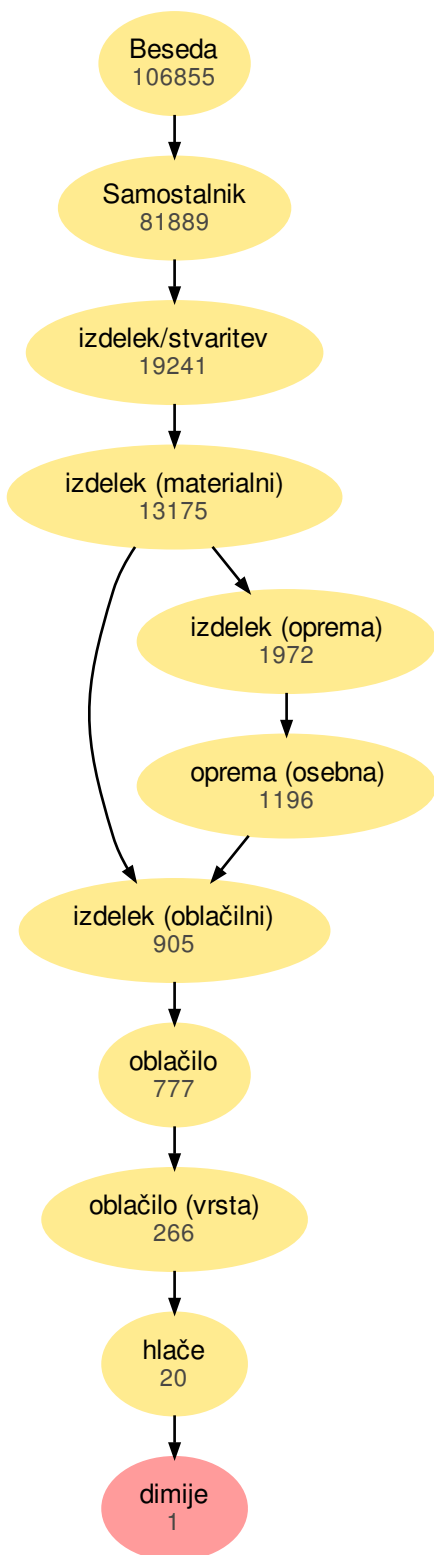 Beseda
106855
Samostalnik
81889
izdelek/stvaritev
19241
izdelek (materialni)
13175
izdelek (oprema)
1972
oprema (osebna)
1196
izdelek (oblačilni)
905
oblačilo
777
oblačilo (vrsta)
266
hlače
20
dimije
1